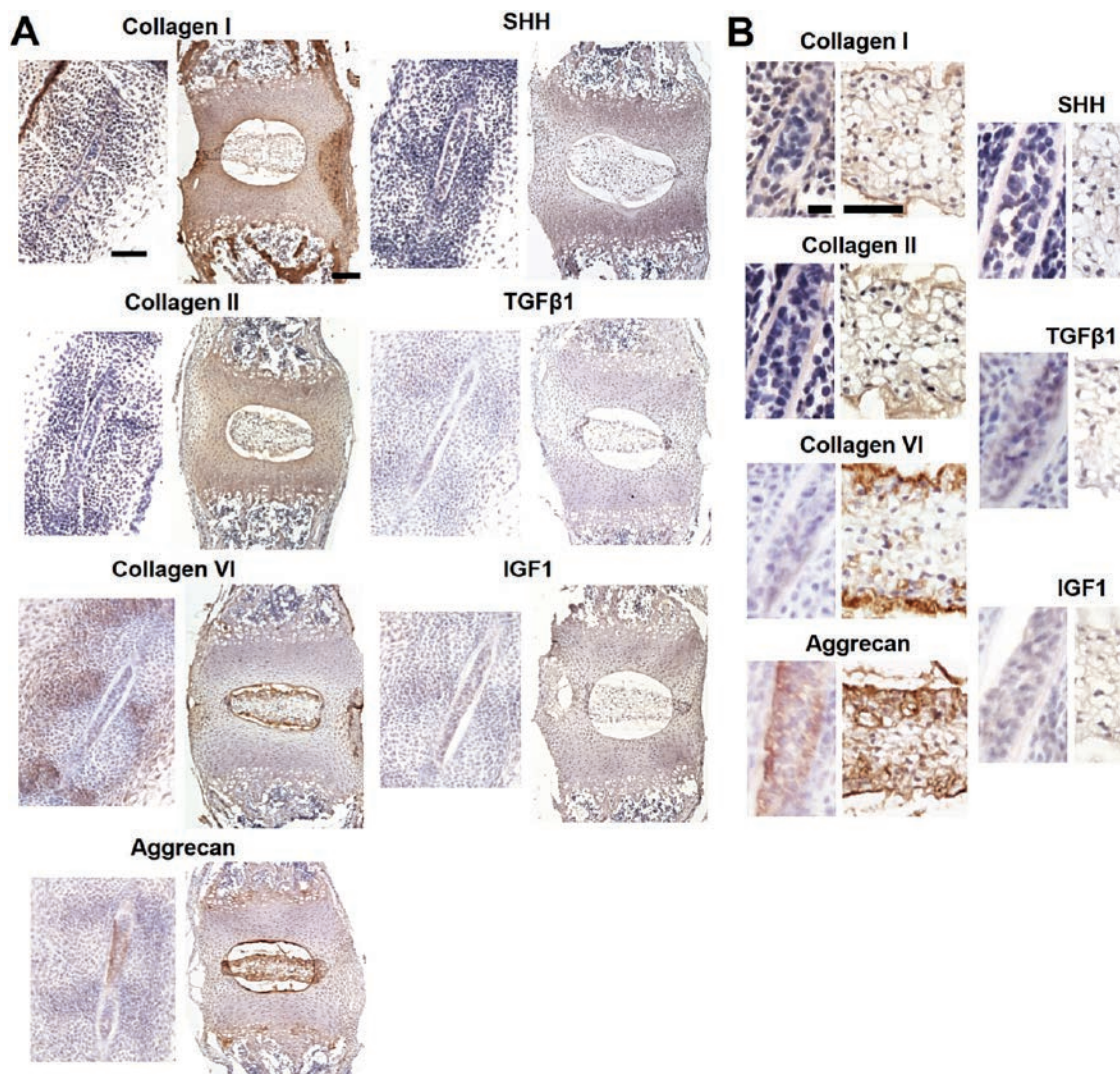 A
Collagen I
SHH
Collagen II
TGFβ1
Collagen VI
IGF1
Aggrecan
B
Collagen I
SHH
Collagen II
TGFβ1
Collagen VI
IGF1
Aggrecan